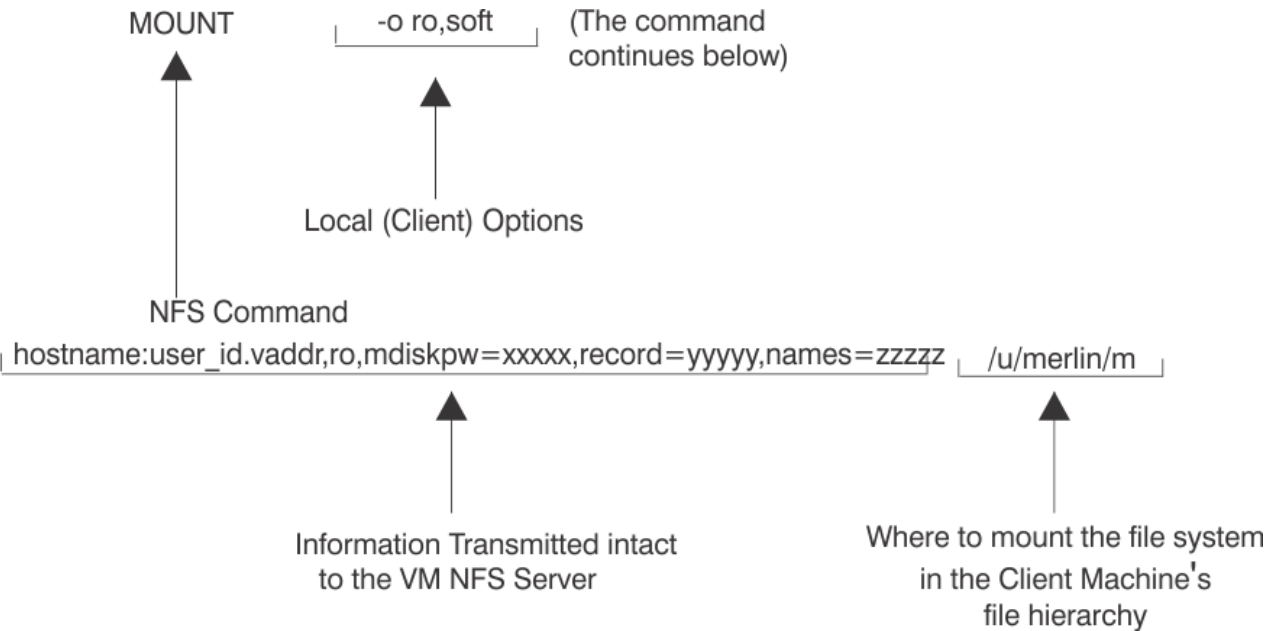 MOUNT
-o ro,soft
(The command
continues below)
Local (Client) Options
NFS Command
hostname:user_id.vaddr,ro,mdiskpw=xxxxx,record=yyyyy,names=zzzzz
/u/merlin/m
Information Transmitted intact
to the VM NFS Server
Where to mount the file system
in the Client Machine's
file hierarchy